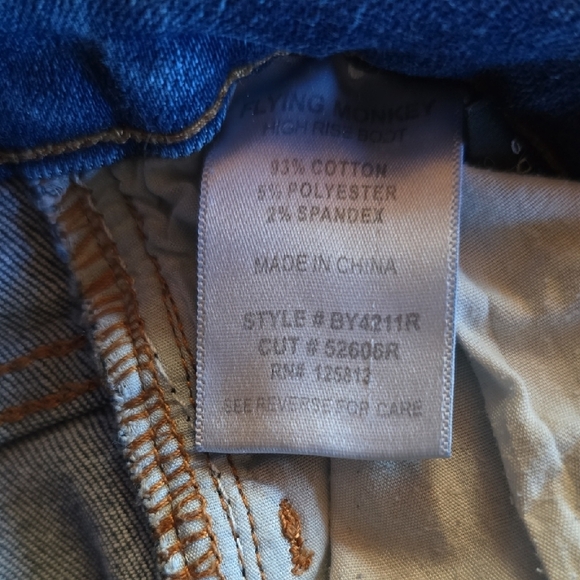 FLYING MONKEY
HIGH RISE BOOT
93% COTTON
5% POLYESTER
2% SPANDEX
MADE IN CHINA
STYLE # BY4211R
CUT # 52606R
RN# 125813
SEE REVERSE FOR CARE